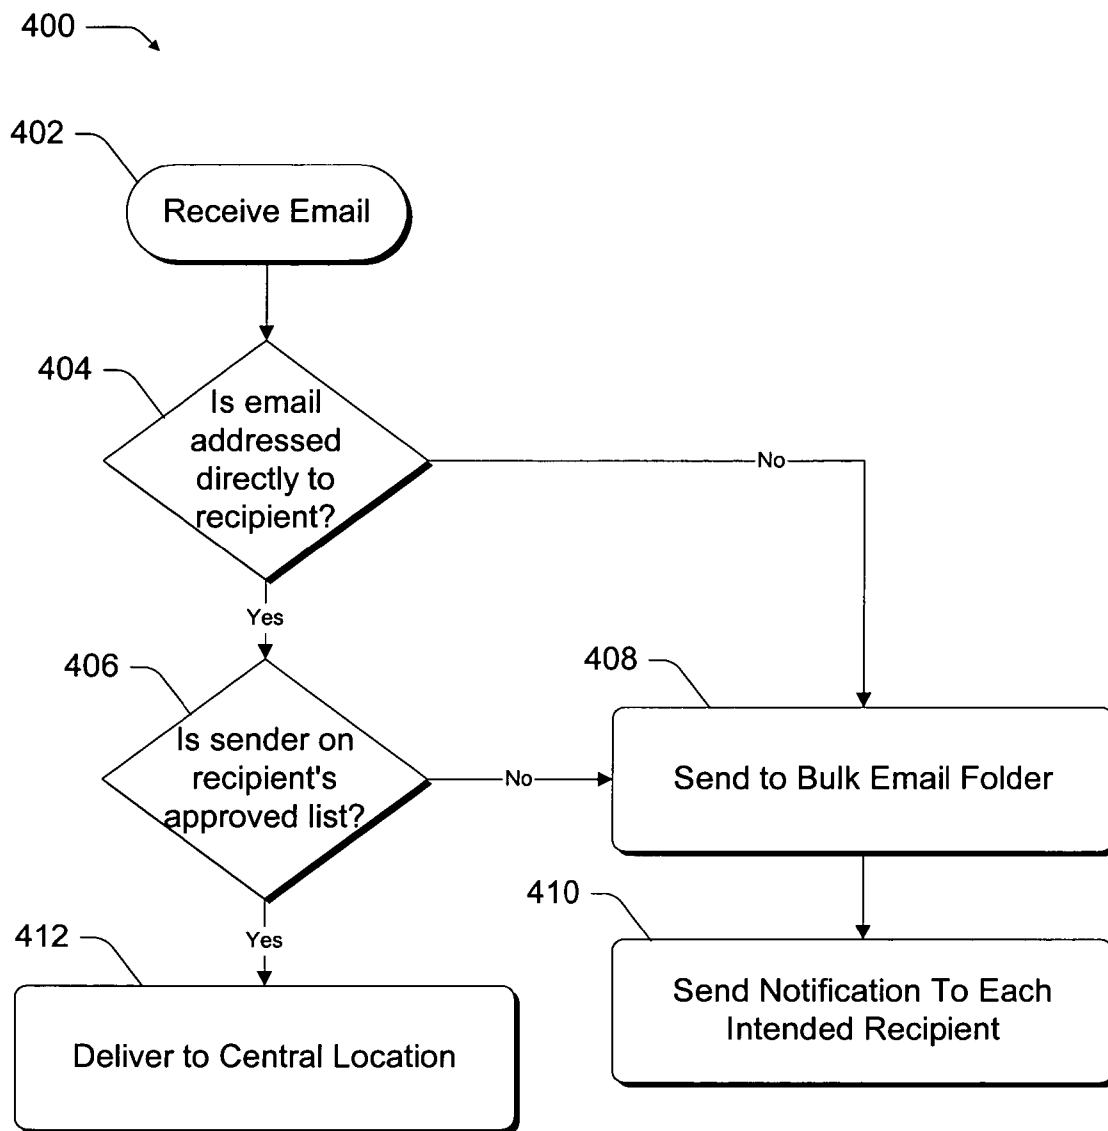 400
402
Receive Email
404
Is email
addressed
directly to
recipient?
No
Yes
406
Is sender on
recipient's
approved list?
No
408
Send to Bulk Email Folder
Yes
410
Send Notification To Each
Intended Recipient
412
Deliver to Central Location